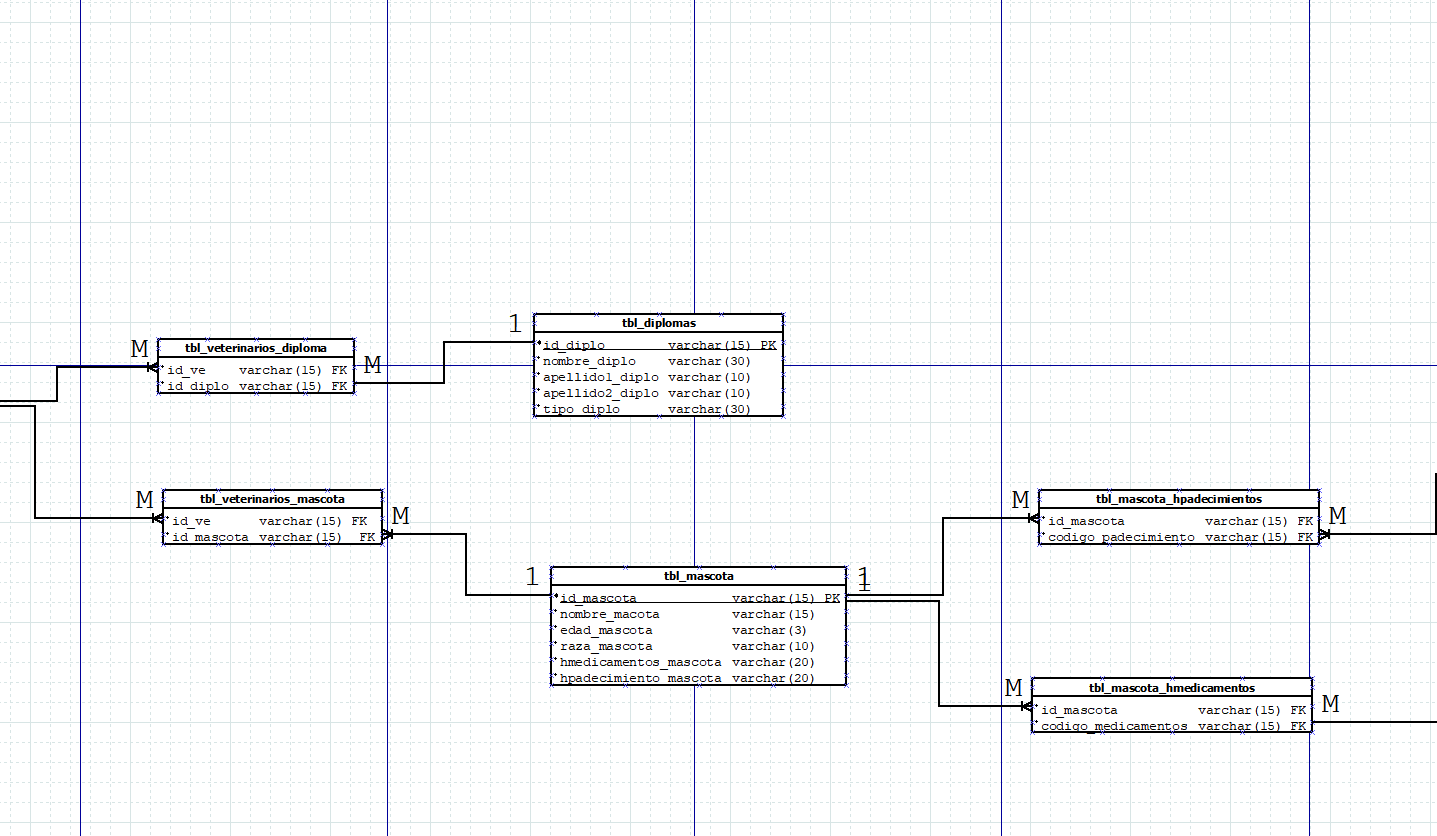 1
tbl_diplomas
id_diplo varchar(15) PK
nombre_diplo varchar(30)
apellido1_diplo varchar(10)
apellido2_diplo varchar(10)
tipo_diplo varchar(30)
M
tbl_veterinarios_diploma
M
id_ve varchar(15) FK
id_diplo varchar(15) FK
M
tbl_veterinarios_mascota
M
id_ve varchar(15) FK
id_mascota varchar(15) FK
1
tbl_mascota
1
1
id_mascota varchar(15) PK
nombre_macota varchar(15)
edad_mascota varchar(3)
raza_mascota varchar(10)
hmedicamentos_mascota varchar(20)
hpadecimiento_mascota varchar(20)
M
tbl_mascota_hpadecimientos
M
id_mascota varchar(15) FK
codigo_padecimiento varchar(15) FK
M
tbl_mascota_hmedicamentos
M
id_mascota varchar(15) FK
codigo_medicamentos varchar(15) FK